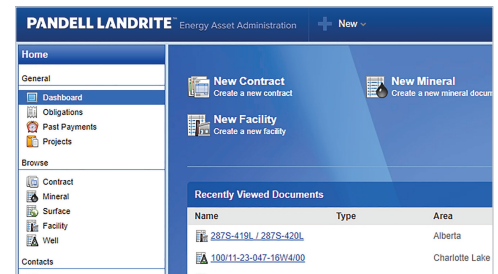 PANDELL LANDRITE™ Energy Asset Administration New
Home
General
Dashboard
Obligations
Past Payments
Projects
Browse
Contract
Mineral
Surface
Facility
Well
Contacts
New Contract
Create a new contract
New Mineral
Create a new mineral docum
New Facility
Create a new facility
Recently Viewed Documents
Name Type Area
287S-419L / 287S-420L Alberta
100/11-23-047-16W4/00 Charlotte Lake